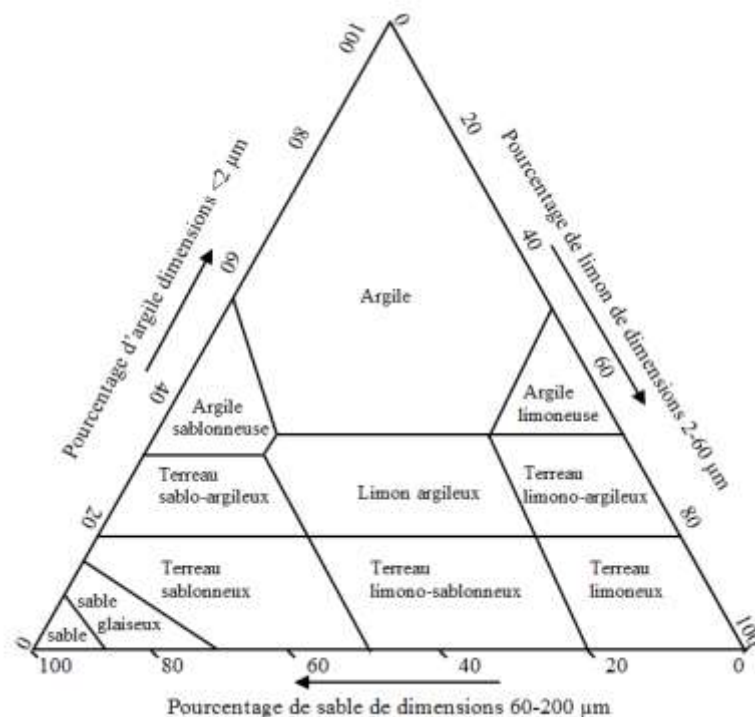 0
100
20
80
Pourcentage d'argile dimensions <2 µm
Pourcentage de limon de dimensions 2-60 µm
60
40
Argile
40
60
Argile
sablonneuse
Argile
limoneuse
Terreau
sablo-argileux
Limon argileux
Terreau
limono-argileux
20
80
Terreau
sablonneux
Terreau
limono-sablonneux
Terreau
limoneux
sable
glaiseux
sable
0
100
100
80
60
40
20
0
Pourcentage de sable de dimensions 60-200 µm